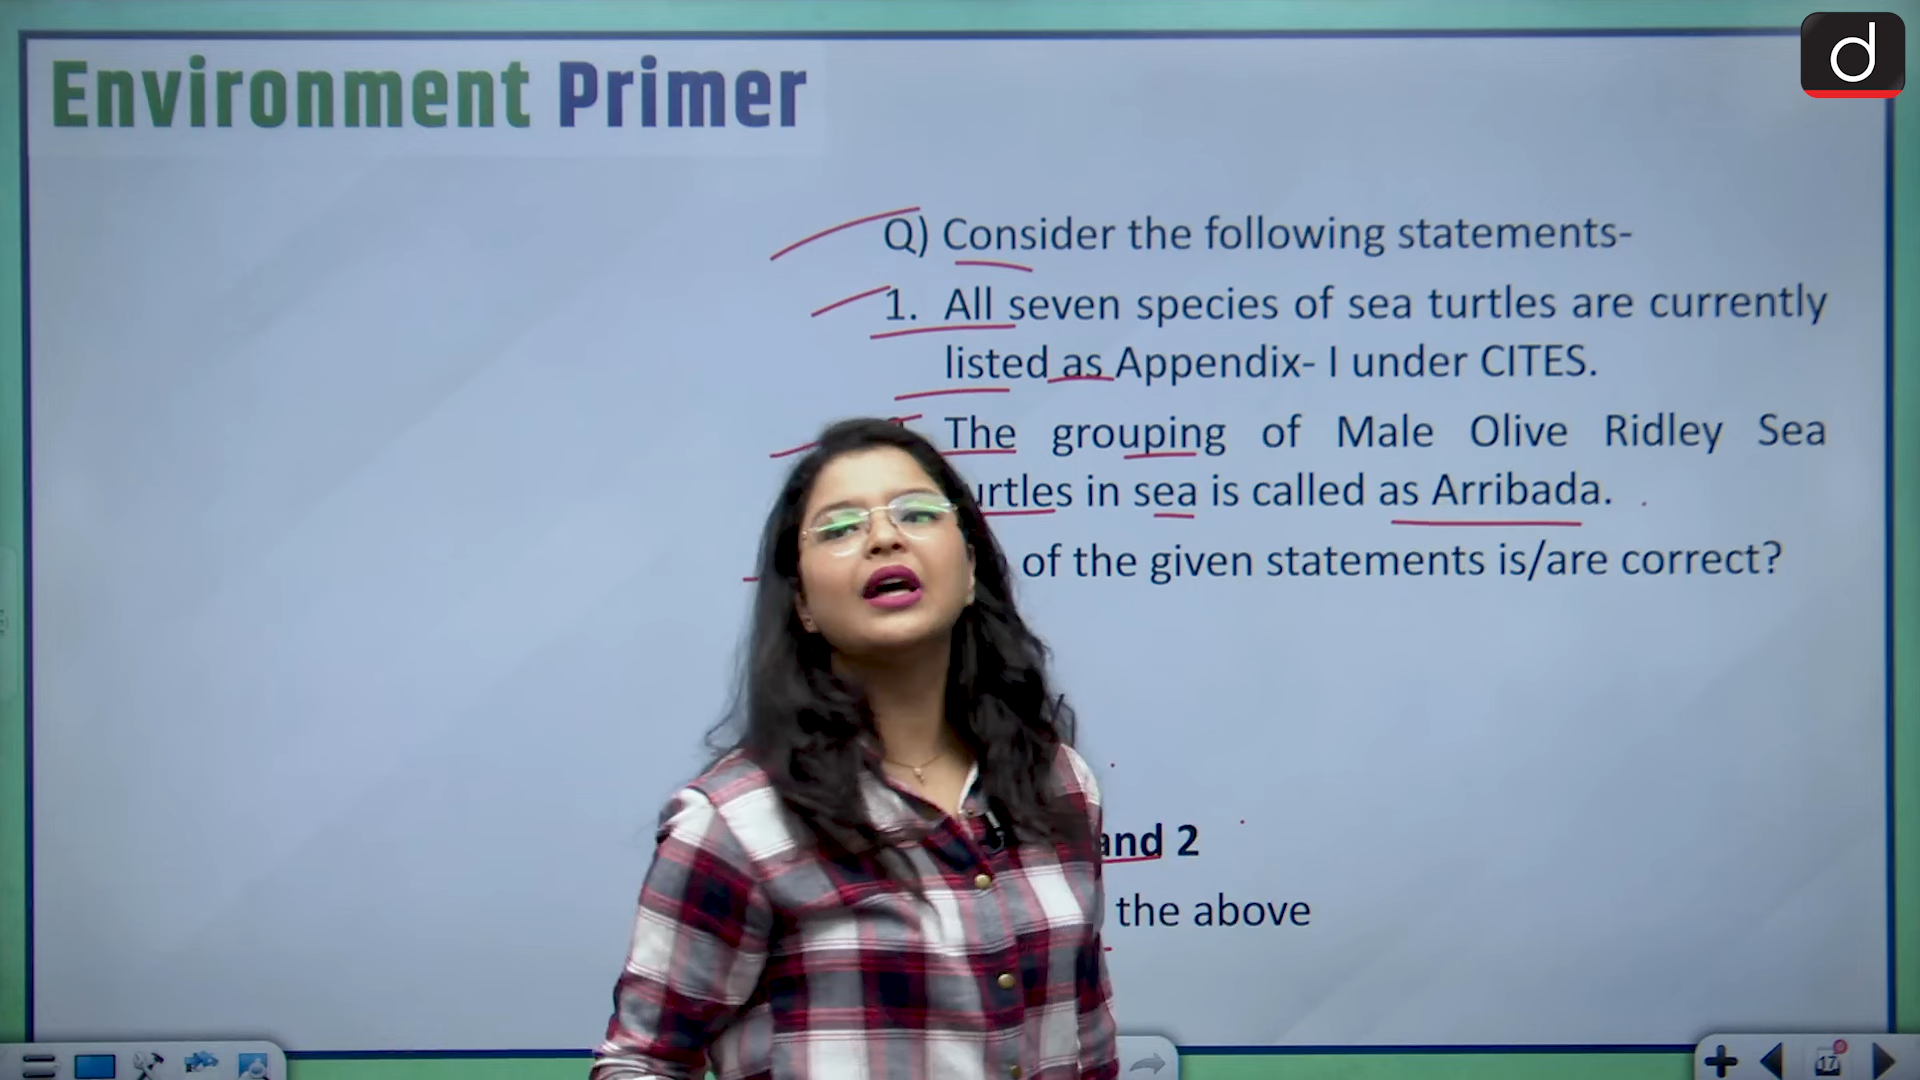 Environment Primer
d
Q) Consider the following statements-
1. All seven species of sea turtles are currently
listed as Appendix- I under CITES.
The grouping of Male Olive Ridley Sea
urtles in sea is called as Arribada.
of the given statements is/are correct?
and 2
the above
17